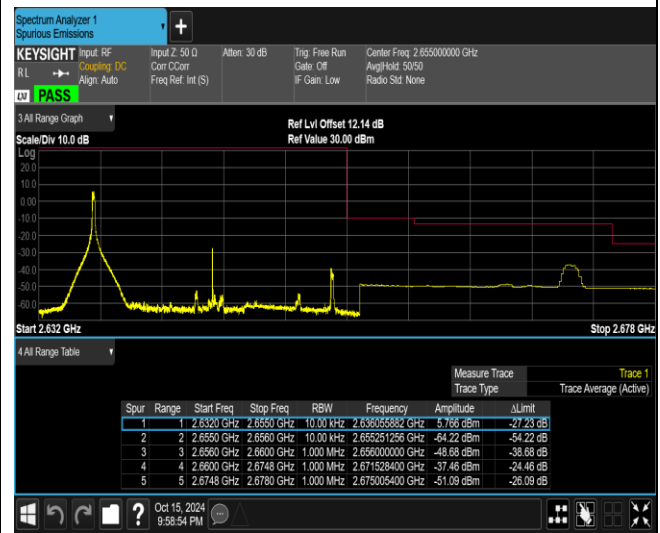 Spectrum Analyzer 1
Spurious Emissions
+
KEYSIGHT Input: RF Input Z: 50 Ω Atten: 30 dB Trig: Free Run Center Freq: 2.655000000 GHz
RL Coupling: DC Corr CCorr Gate: Off Avg|Hold: 50/50
Align: Auto Freq Ref: Int (S) IF Gain: Low Radio Std: None
LXI PASS
3 All Range Graph
Ref Lvl Offset 12.14 dB
Scale/Div 10.0 dB Ref Value 30.00 dBm
Log
20.0
10.0
0.00
-10.0
-20.0
-30.0
-40.0
-50.0
-60.0
Start 2.632 GHz Stop 2.678 GHz
4 All Range Table
Measure Trace Trace 1
Trace Type Trace Average (Active)
Spur Range Start Freq Stop Freq RBW Frequency Amplitude ΔLimit
1 1 2.6320 GHz 2.6550 GHz 10.00 kHz 2.636055882 GHz 5.766 dBm -27.23 dB
2 2 2.6550 GHz 2.6560 GHz 10.00 kHz 2.655251256 GHz -64.22 dBm -54.22 dB
3 3 2.6560 GHz 2.6600 GHz 1.000 MHz 2.656000000 GHz -48.68 dBm -38.68 dB
4 4 2.6600 GHz 2.6748 GHz 1.000 MHz 2.671528400 GHz -37.46 dBm -24.46 dB
5 5 2.6748 GHz 2.6780 GHz 1.000 MHz 2.675005400 GHz -51.09 dBm -26.09 dB
? Oct 15, 2024
9:58:54 PM